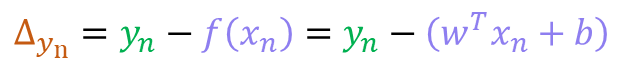 Δ_{y_n} = y_n − f(x_n) = y_n − (w^T x_n + b)